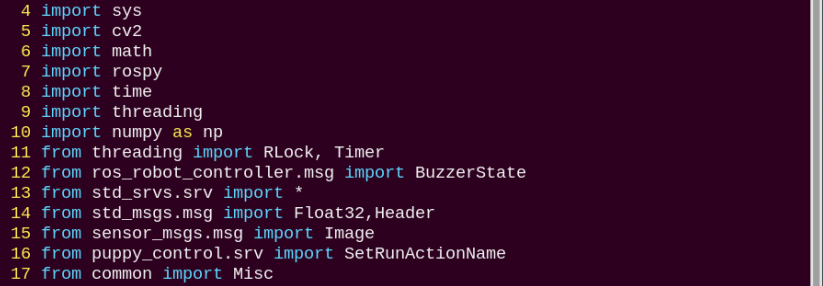 4 import sys
5 import cv2
6 import math
7 import rospy
8 import time
9 import threading
10 import numpy as np
11 from threading import RLock, Timer
12 from ros_robot_controller.msg import BuzzerState
13 from std_srvs.srv import *
14 from std_msgs.msg import Float32,Header
15 from sensor_msgs.msg import Image
16 from puppy_control.srv import SetRunActionName
17 from common import Misc